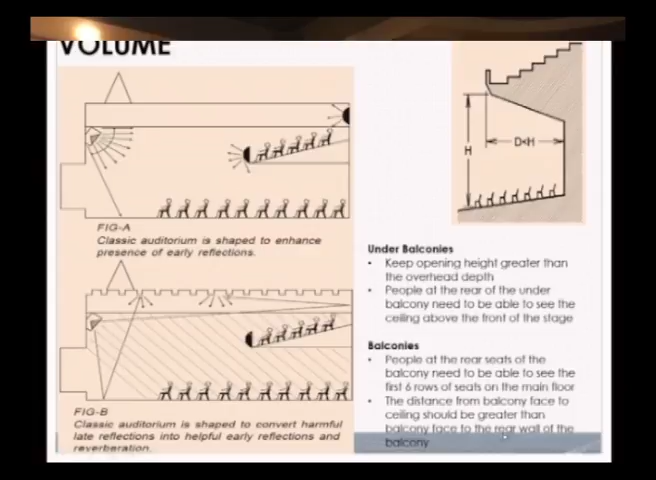 VOLUME
H
D<H
FIG-A
Classic auditorium is shaped to enhance
presence of early reflections.
FIG-B
Classic auditorium is shaped to convert harmful
late reflections into helpful early reflections and
reverberation.
Under Balconies
• Keep opening height greater than
the overhead depth
• People at the rear of the under
balcony need to be able to see the
ceiling above the front of the stage
Balconies
• People at the rear seats of the
balcony need to be able to see the
first 6 rows of seats on the main floor
• The distance from balcony face to
ceiling should be greater than
balcony face to the rear wall of the
balcony